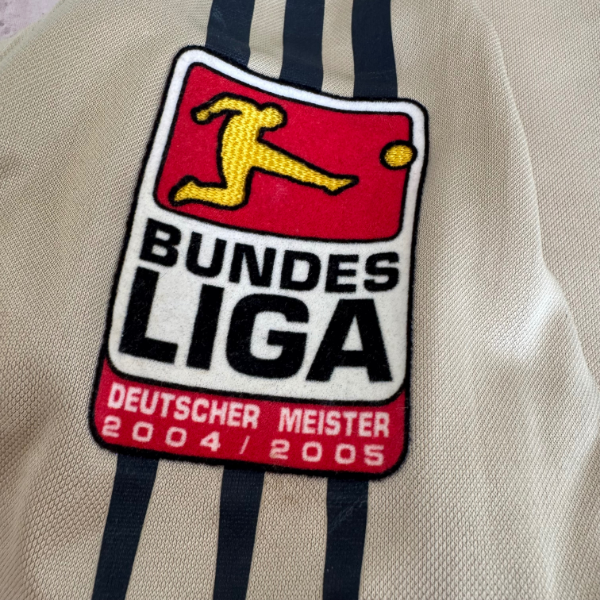 BUNDES
LIGA
DEUTSCHER MEISTER
2004/2005